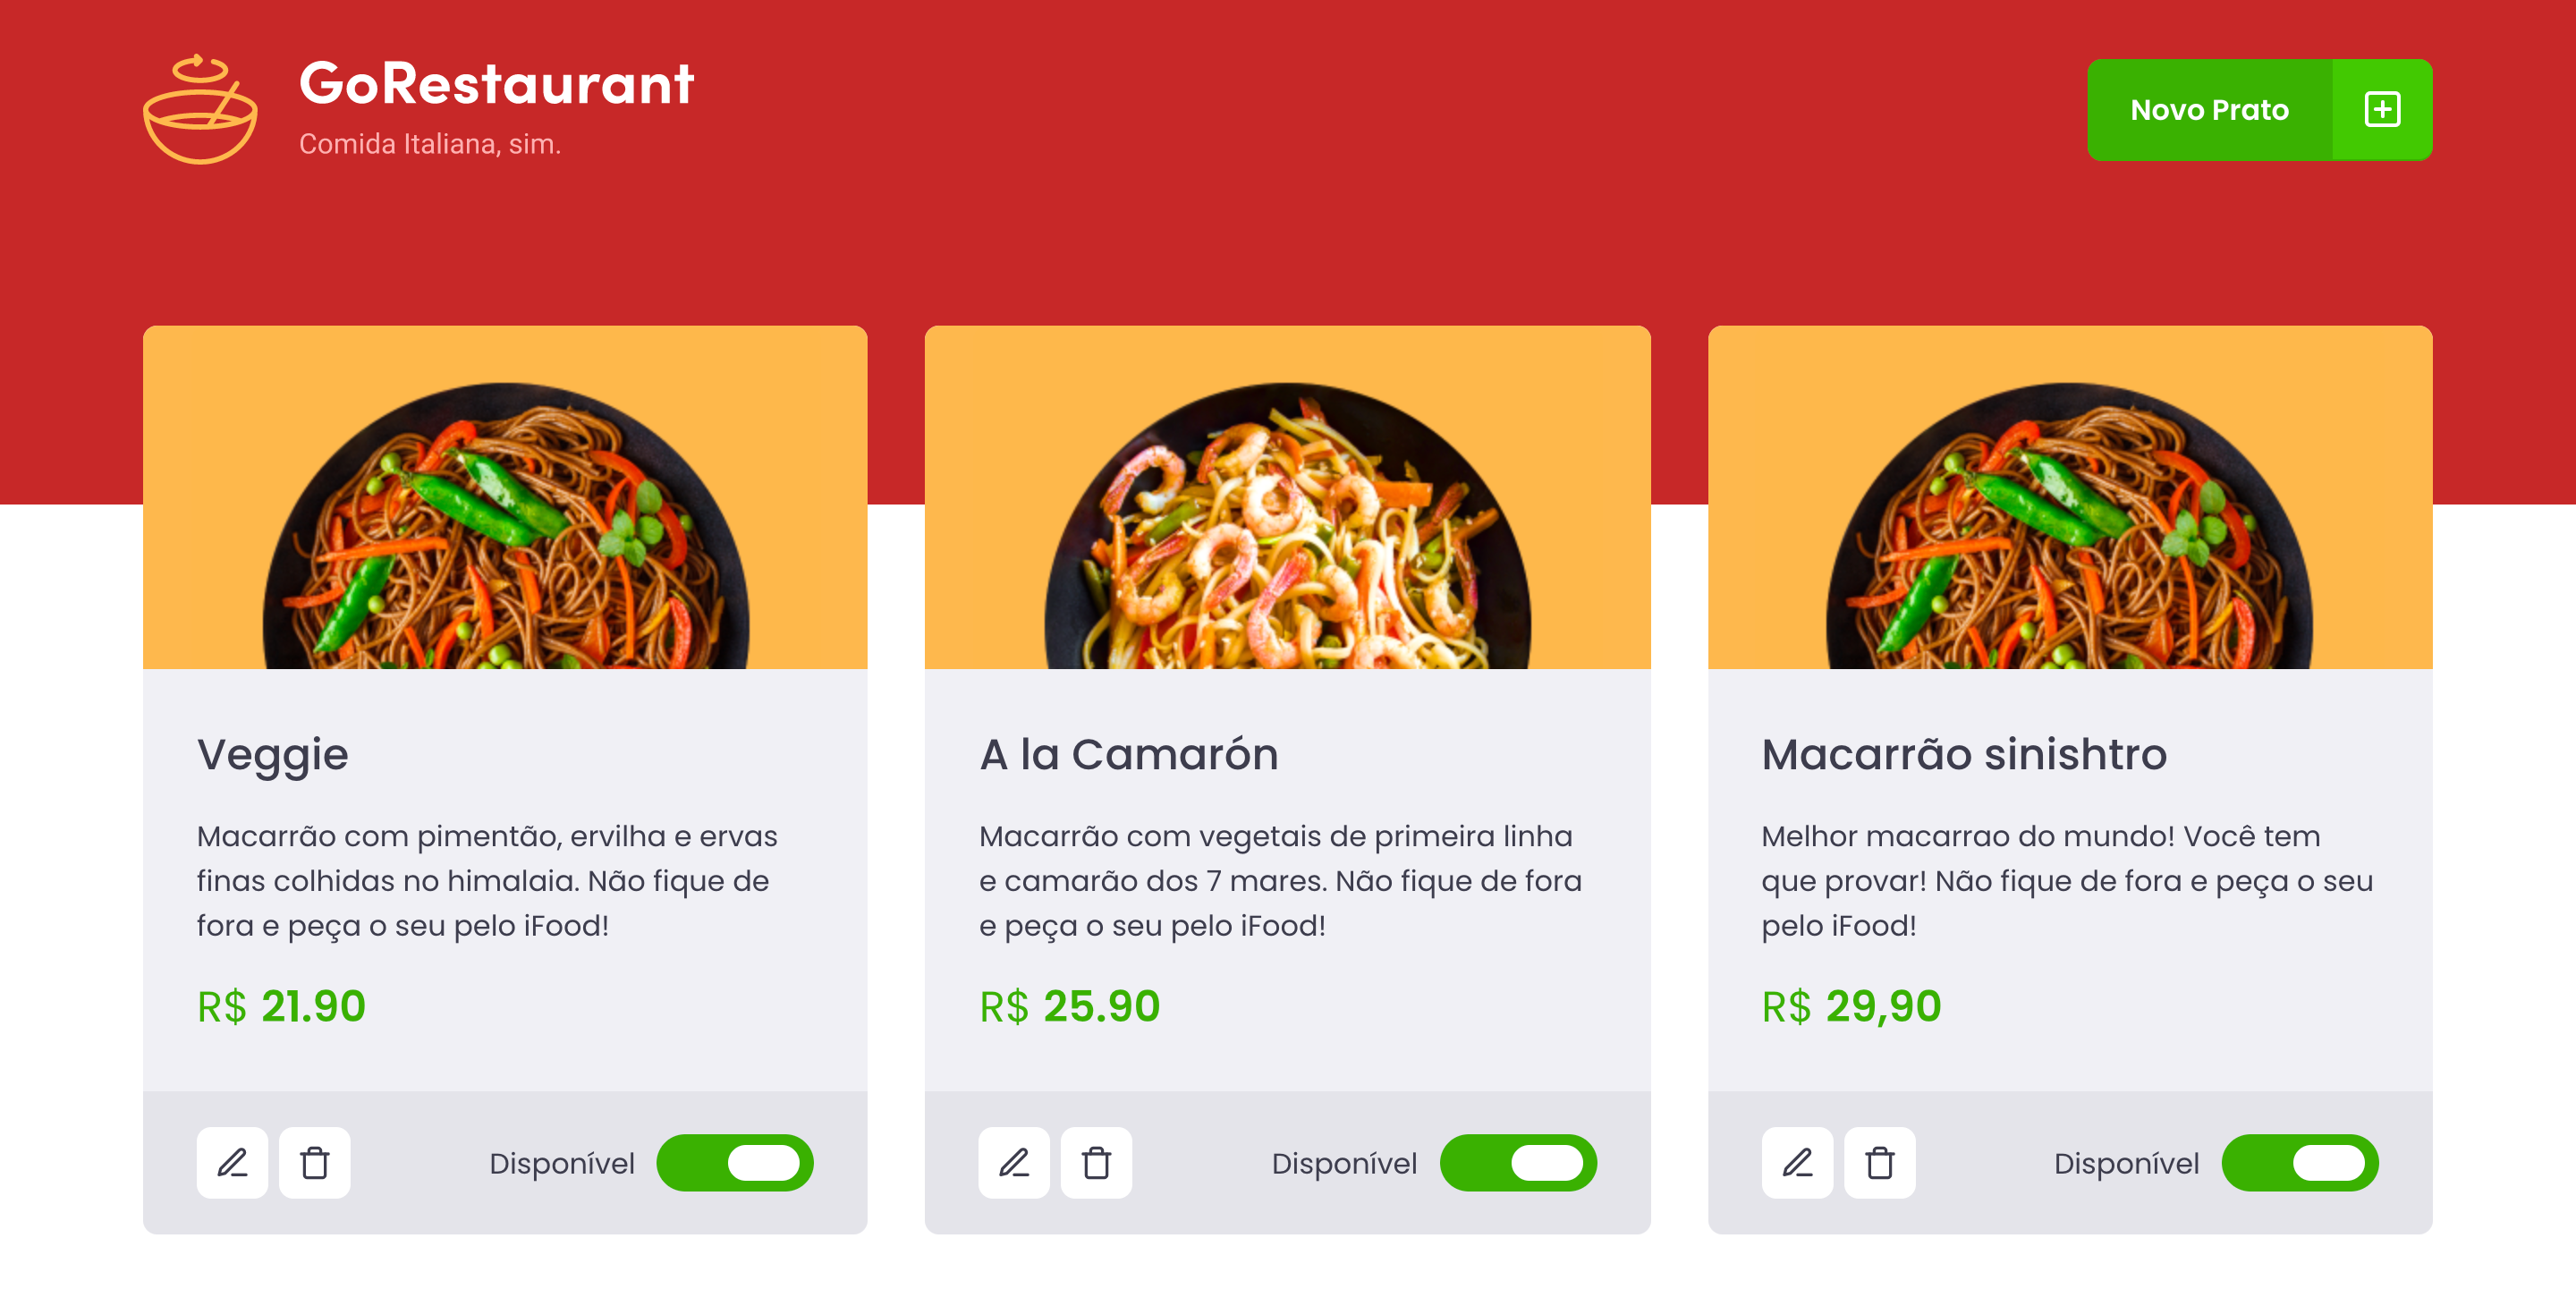 GoRestaurant
Comida Italiana, sim.
Novo Prato
Veggie
Macarrão com pimentão, ervilha e ervas
finas colhidas no himalaia. Não fique de
fora e peça o seu pelo iFood!
R$ 21.90
Disponível
A la Camarón
Macarrão com vegetais de primeira linha
e camarão dos 7 mares. Não fique de fora
e peça o seu pelo iFood!
R$ 25.90
Disponível
Macarrão sinishtro
Melhor macarrao do mundo! Você tem
que provar! Não fique de fora e peça o seu
pelo iFood!
R$ 29,90
Disponível